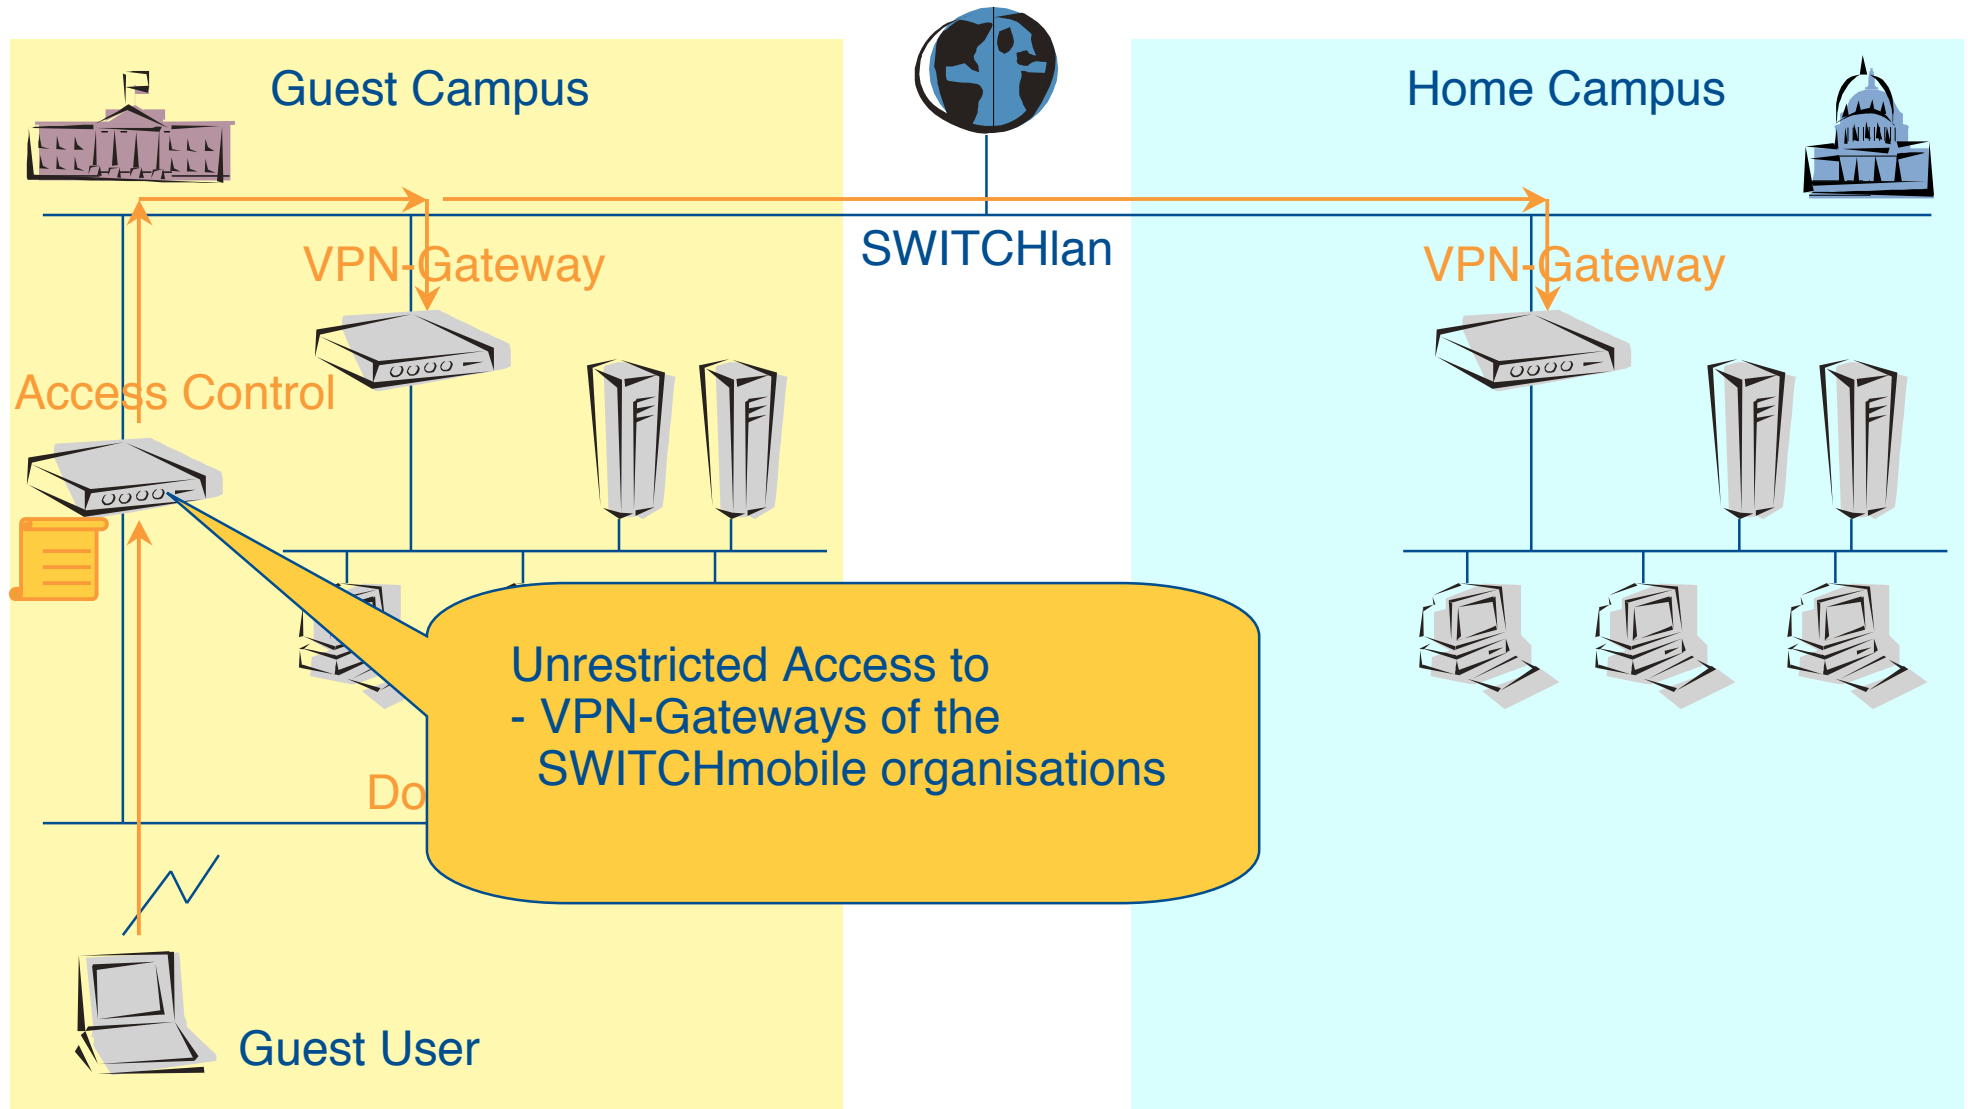 Guest Campus
Home Campus
SWITCHlan
VPN-Gateway
VPN-Gateway
Access Control
Unrestricted Access to
- VPN-Gateways of the
SWITCHmobile organisations
Guest User